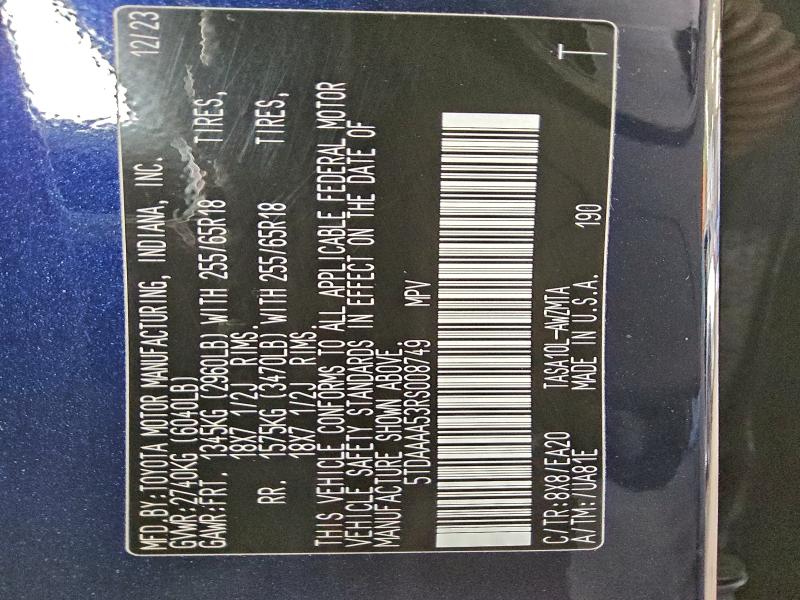 MFD.BY:TOYOTA MOTOR MANUFACTURING, INDIANA, INC. 12/23
GVWR:2740KG (6040LB)
GAWR:FRT. 1345KG (2960LB) WITH 255/65R18 TIRES,
18X7 1/2J RIMS.
RR. 1575KG (3470LB) WITH 255/65R18 TIRES,
18X7 1/2J RIMS.
THIS VEHICLE CONFORMS TO ALL APPLICABLE FEDERAL MOTOR
VEHICLE SAFETY STANDARDS IN EFFECT ON THE DATE OF
MANUFACTURE SHOWN ABOVE.
5TDAAAA53RS008749 MPV
C/TR:8X8/EA20 TASA10L-AWZMTA
A/TM:/UA81E MADE IN U.S.A. 190 T